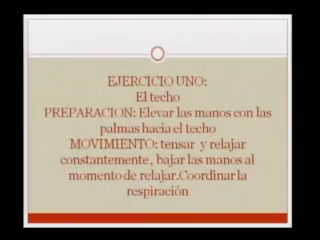 EJERCICIO UNO:
El techo
PREPARACION: Elevar las manos con las
palmas hacia el techo
MOVIMIENTO: tensar y relajar
constantemente, bajar las manos al
momento de relajar.Coordinar la
respiración